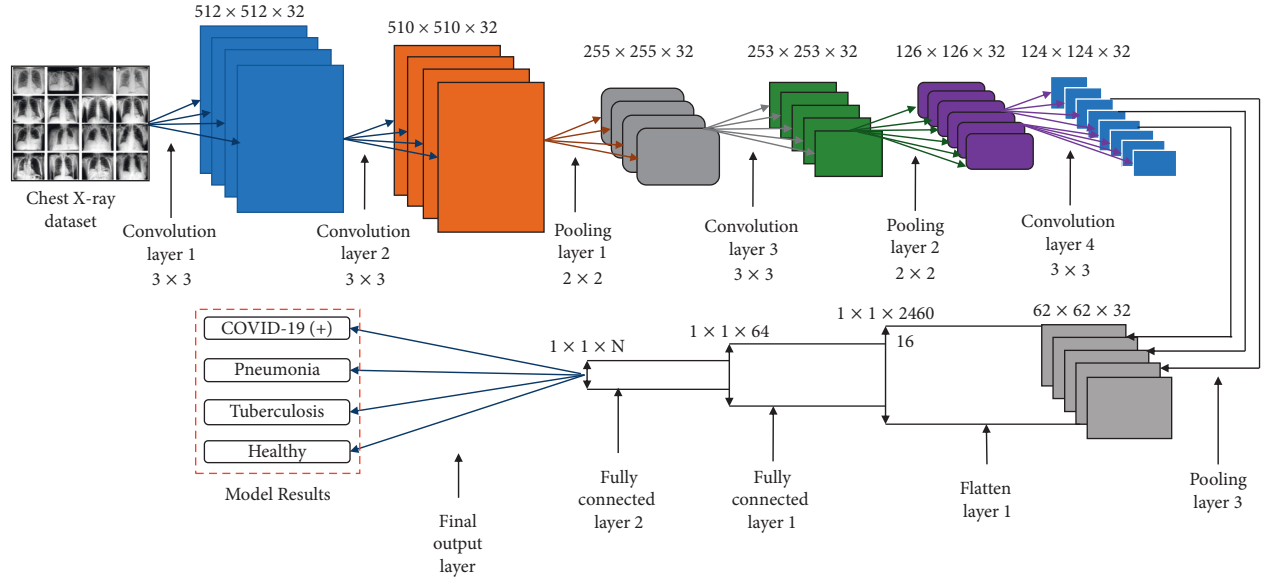 512 × 512 × 32
510 × 510 × 32
255 × 255 × 32
253 × 253 × 32
126 × 126 × 32
124 × 124 × 32
Chest X-ray
dataset
Convolution
layer 1
3 × 3
Convolution
layer 2
3 × 3
Pooling
layer 1
2 × 2
Convolution
layer 3
3 × 3
Pooling
layer 2
2 × 2
Convolution
layer 4
3 × 3
COVID-19 (+)
Pneumonia
Tuberculosis
Healthy
Model Results
1 × 1 × N
1 × 1 × 64
1 × 1 × 2460
16
62 × 62 × 32
Final
output
layer
Fully
connected
layer 2
Fully
connected
layer 1
Flatten
layer 1
Pooling
layer 3